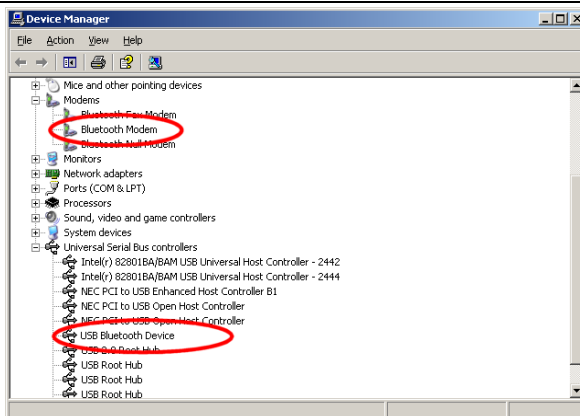 Device Manager
File Action View Help
Mice and other pointing devices
Modems
Bluetooth Fax Modem
Bluetooth Modem
Bluetooth Null Modem
Monitors
Network adapters
Ports (COM & LPT)
Processors
Sound, video and game controllers
System devices
Universal Serial Bus controllers
Intel(r) 82801BA/BAM USB Universal Host Controller - 2442
Intel(r) 82801BA/BAM USB Universal Host Controller - 2444
NEC PCI to USB Enhanced Host Controller B1
NEC PCI to USB Open Host Controller
NEC PCI to USB Open Host Controller
USB Bluetooth Device
USB 2.0 Root Hub
USB Root Hub
USB Root Hub
USB Root Hub